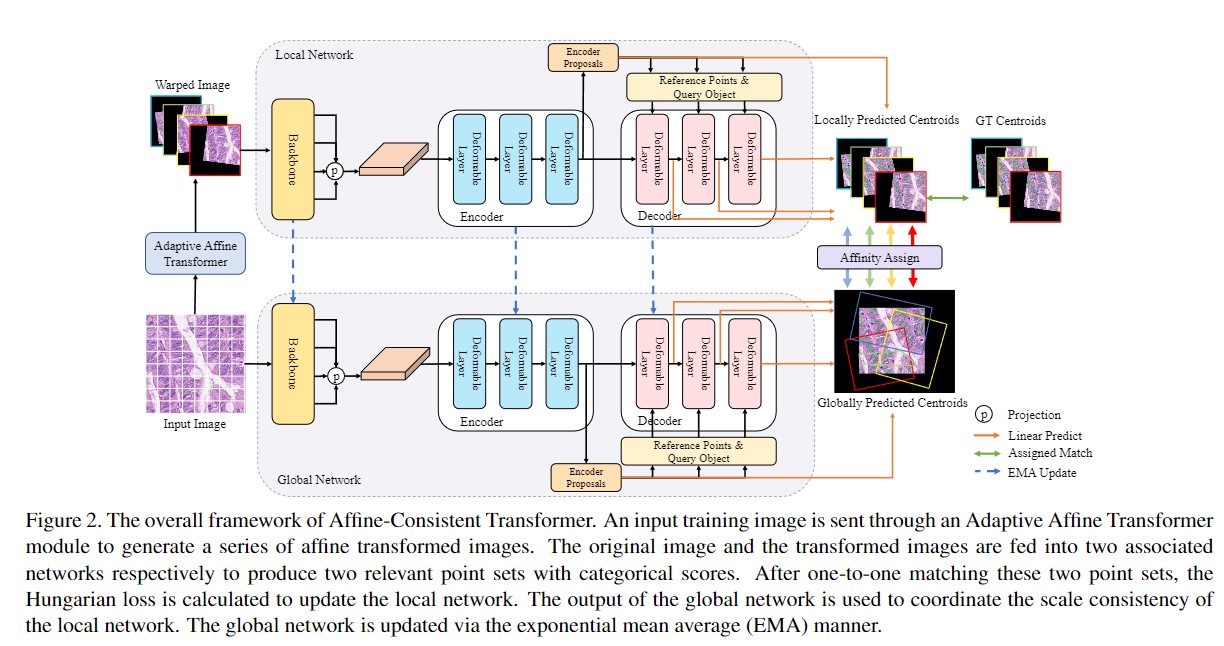 Local Network
Warped Image
Encoder
Proposals
Reference Points &
Query Object
Locally Predicted Centroids
GT Centroids
Backbone
p
Deformable
Layer
Deformable
Layer
Deformable
Layer
Encoder
Deformable
Layer
Deformable
Layer
Deformable
Layer
Decoder
Adaptive Affine
Transformer
Affinity Assign
Backbone
p
Deformable
Layer
Deformable
Layer
Deformable
Layer
Encoder
Deformable
Layer
Deformable
Layer
Deformable
Layer
Decoder
Input Image
Globally Predicted Centroids
Reference Points &
Query Object
Encoder
Proposals
Global Network
p Projection
Linear Predict
Assigned Match
EMA Update
Figure 2. The overall framework of Affine-Consistent Transformer. An input training image is sent through an Adaptive Affine Transformer
module to generate a series of affine transformed images. The original image and the transformed images are fed into two associated
networks respectively to produce two relevant point sets with categorical scores. After one-to-one matching these two point sets, the
Hungarian loss is calculated to update the local network. The output of the global network is used to coordinate the scale consistency of
the local network. The global network is updated via the exponential mean average (EMA) manner.